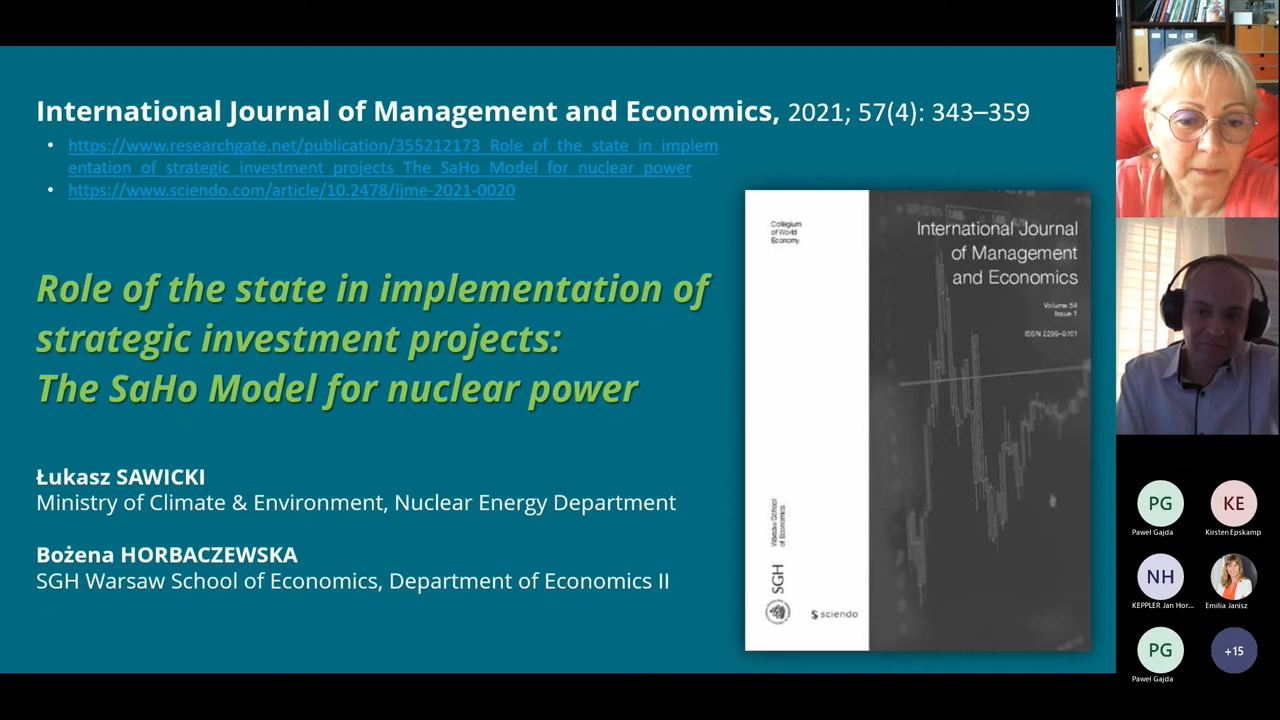 International Journal of Management and Economics, 2021; 57(4): 343–359
• https://www.researchgate.net/publication/355212173_Role_of_the_state_in_implem
entation_of_strategic_investment_projects_The_SaHo_Model_for_nuclear_power
• https://www.sciendo.com/article/10.2478/ijme-2021-0020
Role of the state in implementation of
strategic investment projects:
The SaHo Model for nuclear power
Łukasz SAWICKI
Ministry of Climate & Environment, Nuclear Energy Department
Bożena HORBACZEWSKA
SGH Warsaw School of Economics, Department of Economics II
Collegium
of World
Economy
International Journal
of Management
and Economics
Volume 54
Issue 1
ISSN 2299-9701
Warsaw School
of Economics
SGH
sciendo
PG
Paweł Gajda
KE
Kirsten Epskamp
NH
KEPPLER Jan Hor...
Emilia Janisz
PG
Paweł Gajda
+15